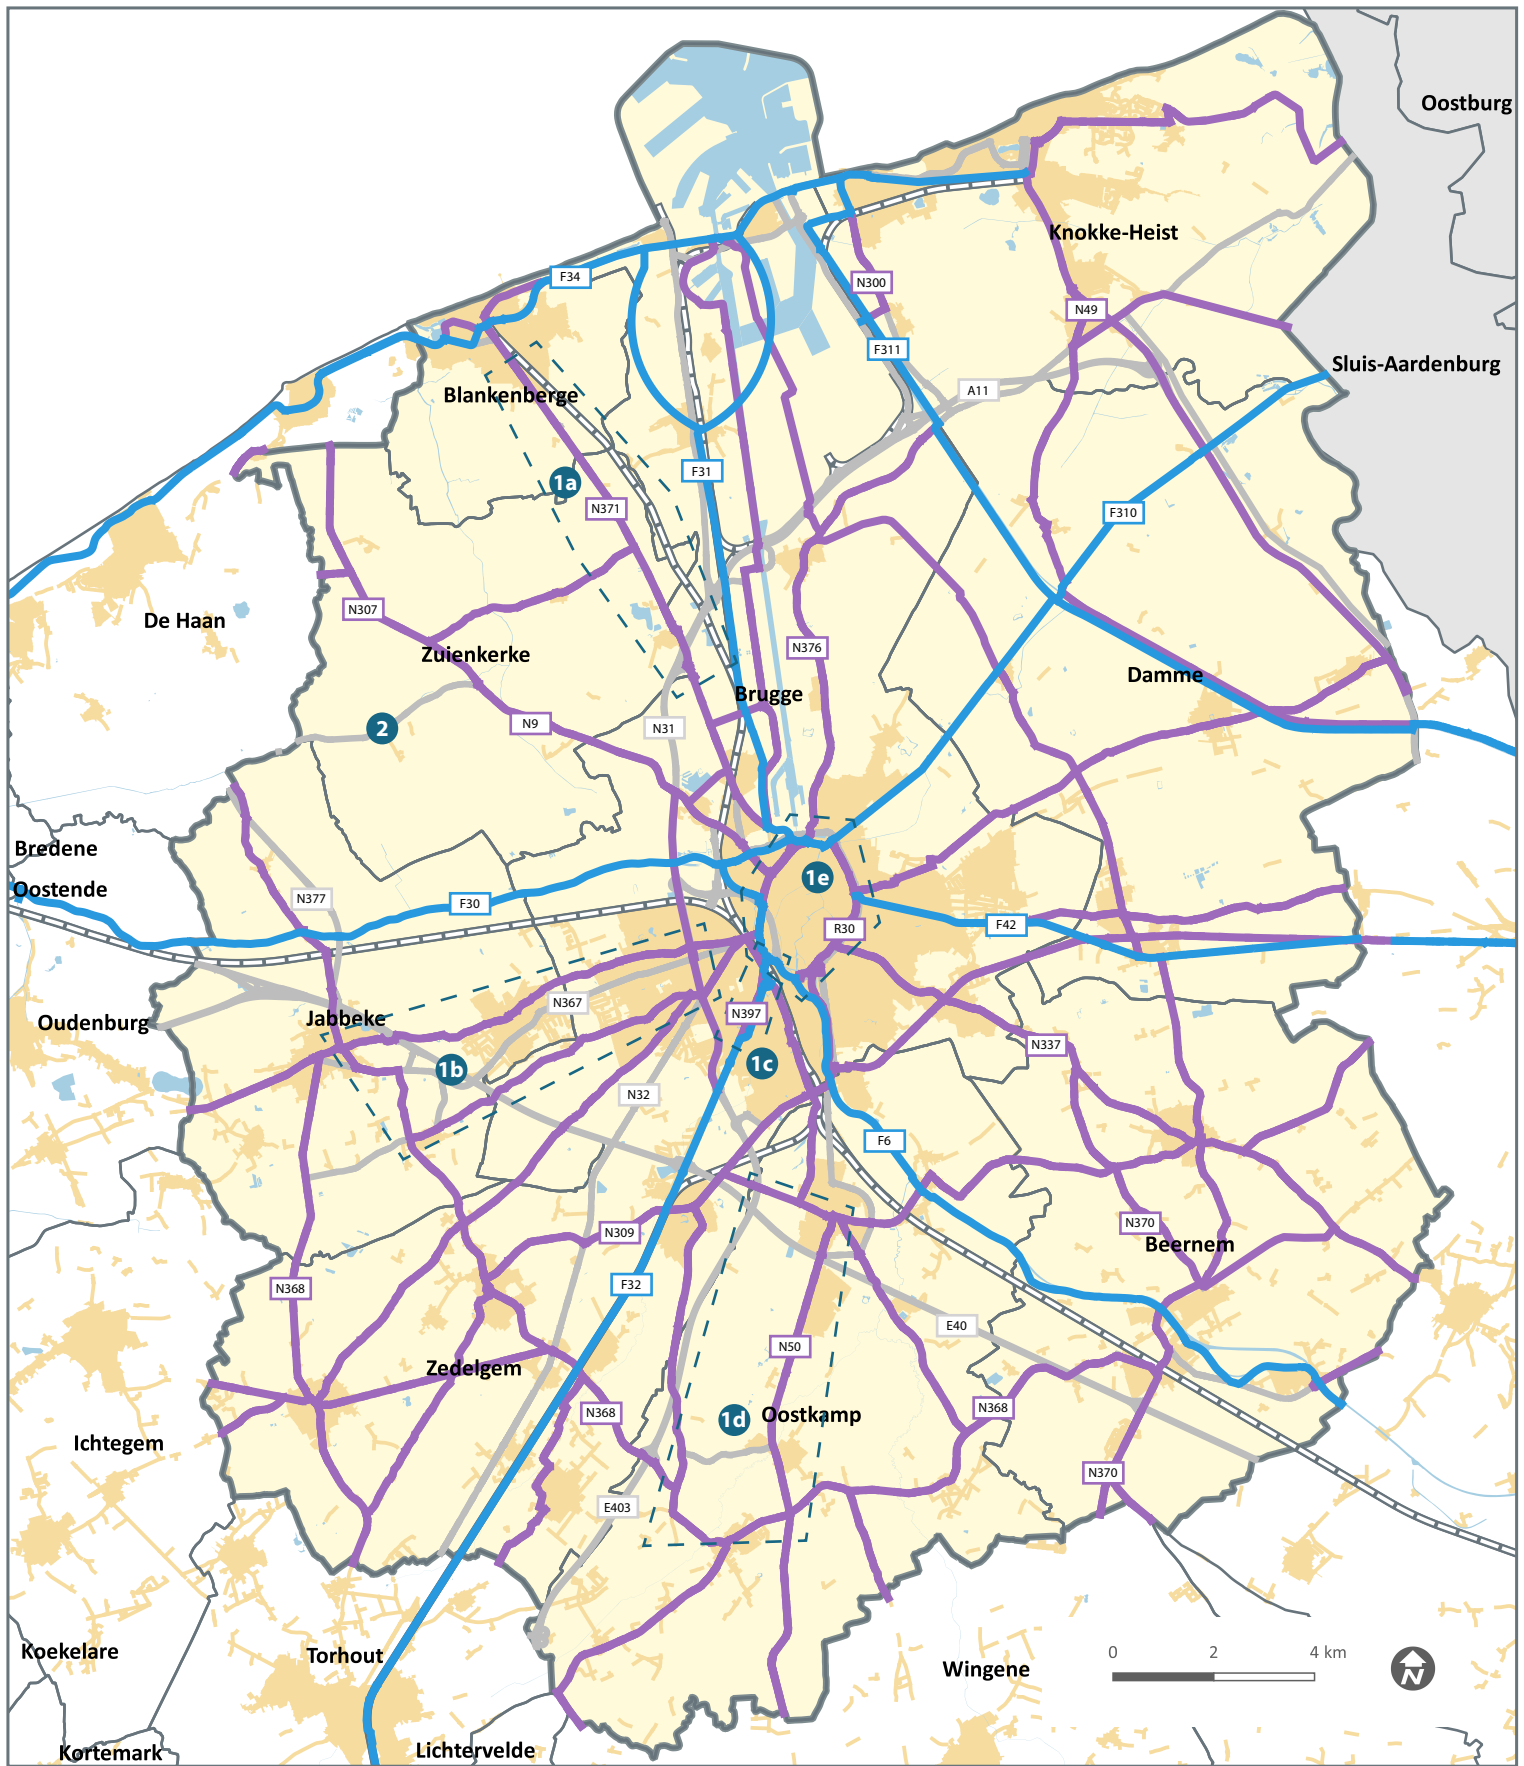 Oostburg
Knokke-Heist
F34
N300
N49
F311
Sluis-Aardenburg
A11
Blankenberge
F31
1a
N371
F310
N307
De Haan
Zuienkerke
N376
Damme
Brugge
2
N9
N31
Bredene
1e
Oostende
N377
F30
F42
R30
N367
N397
Jabbeke
Oudenburg
N337
1b
1c
N32
F6
N370
N309
Beernem
F32
N368
E40
N50
Zedelgem
N368
1d
Oostkamp
N368
Ichtegem
N370
E403
Koekelare
Torhout
Wingene
0 2 4 km
N
Kortemark
Lichtervelde